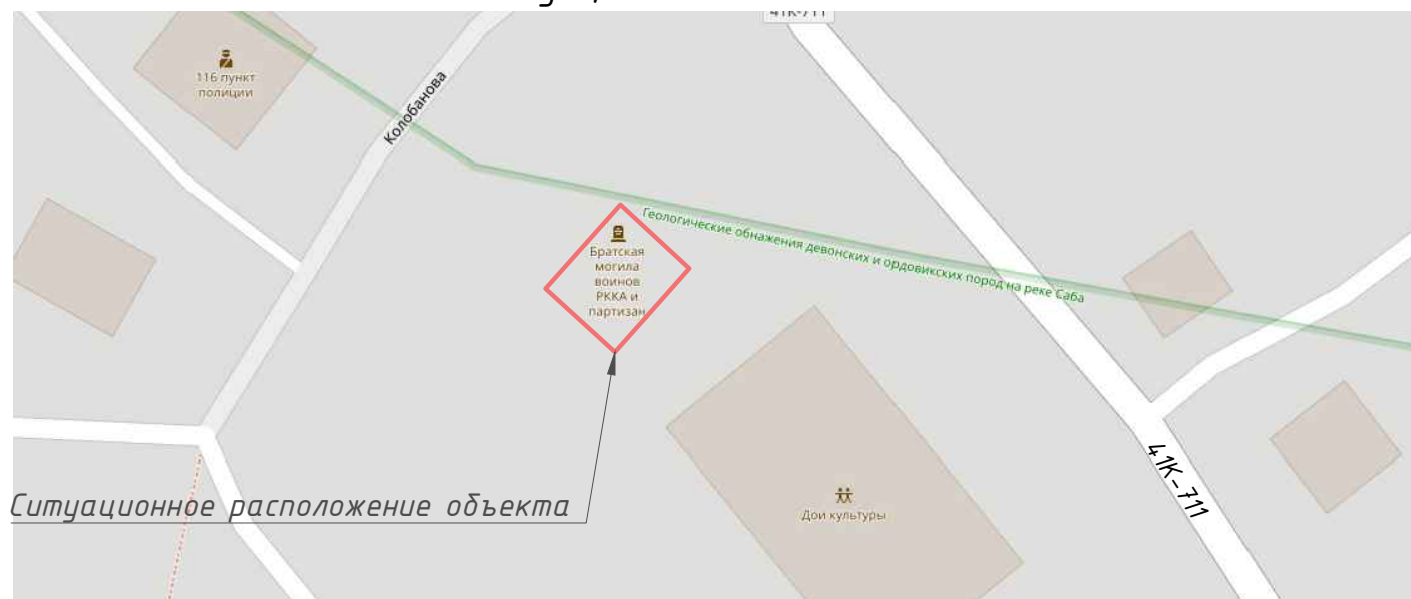 41К-711
116 пункт
полиции
Колобанова
Геологические обнажения девонских и ордовикских пород на реке Саба
Братская
могила
воинов
РККА и
партизан
41К-711
Ситуационное расположение объекта
Дои культуры